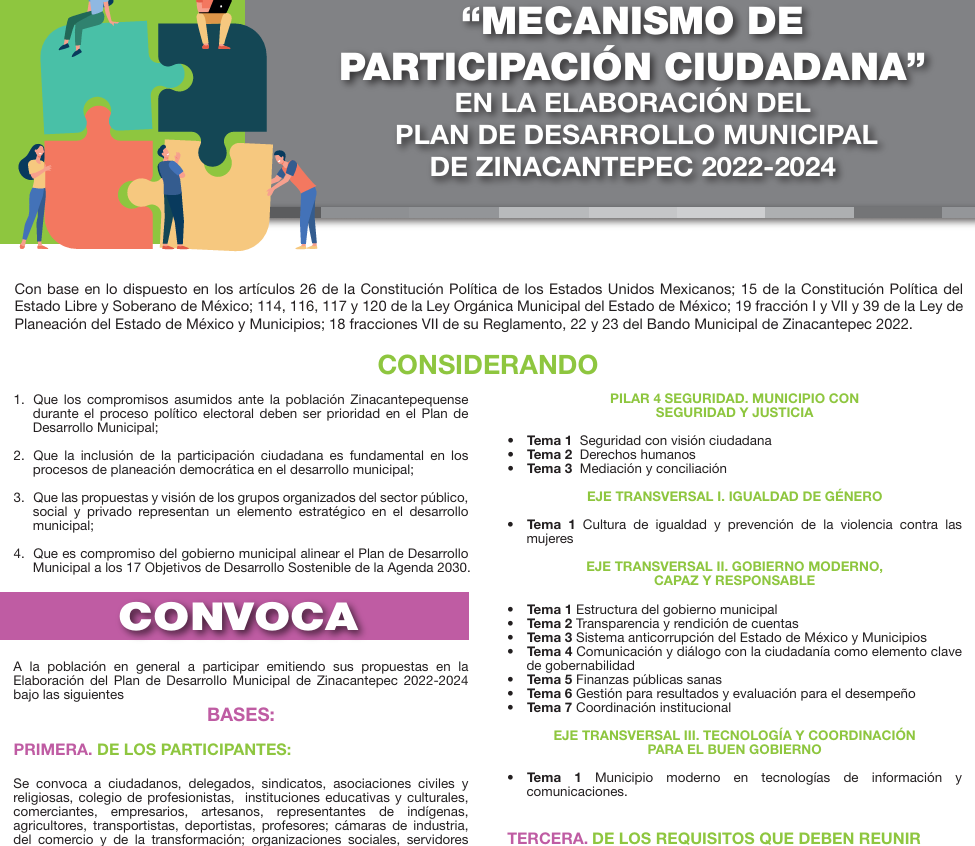 “MECANISMO DE
PARTICIPACIÓN CIUDADANA”
EN LA ELABORACIÓN DEL
PLAN DE DESARROLLO MUNICIPAL
DE ZINACANTEPEC 2022-2024
Con base en lo dispuesto en los artículos 26 de la Constitución Política de los Estados Unidos Mexicanos; 15 de la Constitución Política del
Estado Libre y Soberano de México; 114, 116, 117 y 120 de la Ley Orgánica Municipal del Estado de México; 19 fracción I y VII y 39 de la Ley de
Planeación del Estado de México y Municipios; 18 fracciones VII de su Reglamento, 22 y 23 del Bando Municipal de Zinacantepec 2022.
CONSIDERANDO
1. Que los compromisos asumidos ante la población Zinacantepequense
durante el proceso político electoral deben ser prioridad en el Plan de
Desarrollo Municipal;
2. Que la inclusión de la participación ciudadana es fundamental en los
procesos de planeación democrática en el desarrollo municipal;
3. Que las propuestas y visión de los grupos organizados del sector público,
social y privado representan un elemento estratégico en el desarrollo
municipal;
4. Que es compromiso del gobierno municipal alinear el Plan de Desarrollo
Municipal a los 17 Objetivos de Desarrollo Sostenible de la Agenda 2030.
CONVOCA
A la población en general a participar emitiendo sus propuestas en la
Elaboración del Plan de Desarrollo Municipal de Zinacantepec 2022-2024
bajo las siguientes
BASES:
PRIMERA. DE LOS PARTICIPANTES:
Se convoca a ciudadanos, delegados, sindicatos, asociaciones civiles y
religiosas, colegio de profesionistas, instituciones educativas y culturales,
comerciantes, empresarios, artesanos, representantes de indígenas,
agricultores, transportistas, deportistas, profesores; cámaras de industria,
del comercio y de la transformación; organizaciones sociales, servidores
PILAR 4 SEGURIDAD. MUNICIPIO CON
SEGURIDAD Y JUSTICIA
• Tema 1 Seguridad con visión ciudadana
• Tema 2 Derechos humanos
• Tema 3 Mediación y conciliación
EJE TRANSVERSAL I. IGUALDAD DE GÉNERO
• Tema 1 Cultura de igualdad y prevención de la violencia contra las
mujeres
EJE TRANSVERSAL II. GOBIERNO MODERNO,
CAPAZ Y RESPONSABLE
• Tema 1 Estructura del gobierno municipal
• Tema 2 Transparencia y rendición de cuentas
• Tema 3 Sistema anticorrupción del Estado de México y Municipios
• Tema 4 Comunicación y diálogo con la ciudadanía como elemento clave
de gobernabilidad
• Tema 5 Finanzas públicas sanas
• Tema 6 Gestión para resultados y evaluación para el desempeño
• Tema 7 Coordinación institucional
EJE TRANSVERSAL III. TECNOLOGÍA Y COORDINACIÓN
PARA EL BUEN GOBIERNO
• Tema 1 Municipio moderno en tecnologías de información y
comunicaciones.
TERCERA. DE LOS REQUISITOS QUE DEBEN REUNIR